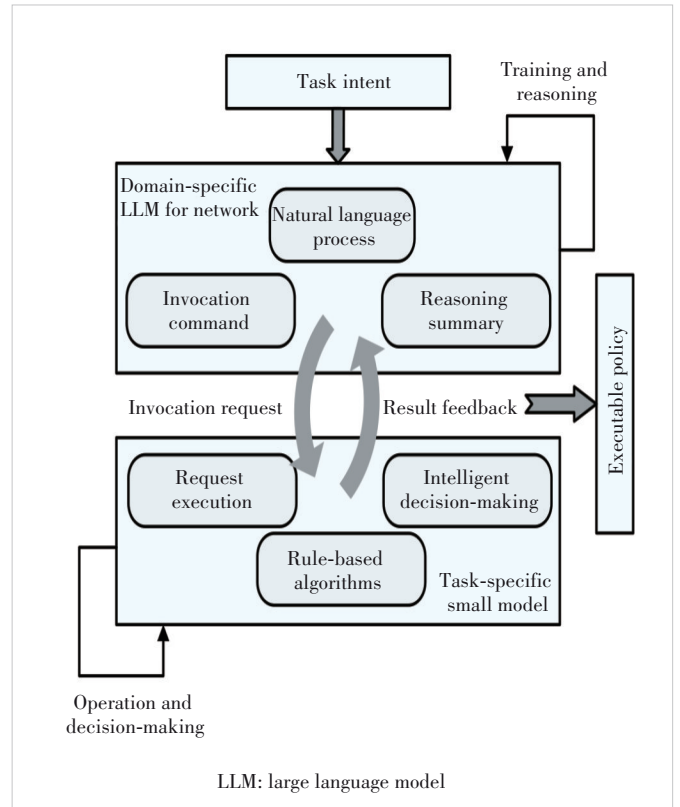 Task intent
Training and
reasoning
Domain-specific
LLM for network
Natural language
process
Invocation
command
Reasoning
summary
Invocation request
Result feedback
Executable policy
Request
execution
Intelligent
decision-making
Rule-based
algorithms
Task-specific
small model
Operation and
decision-making
LLM: large language model